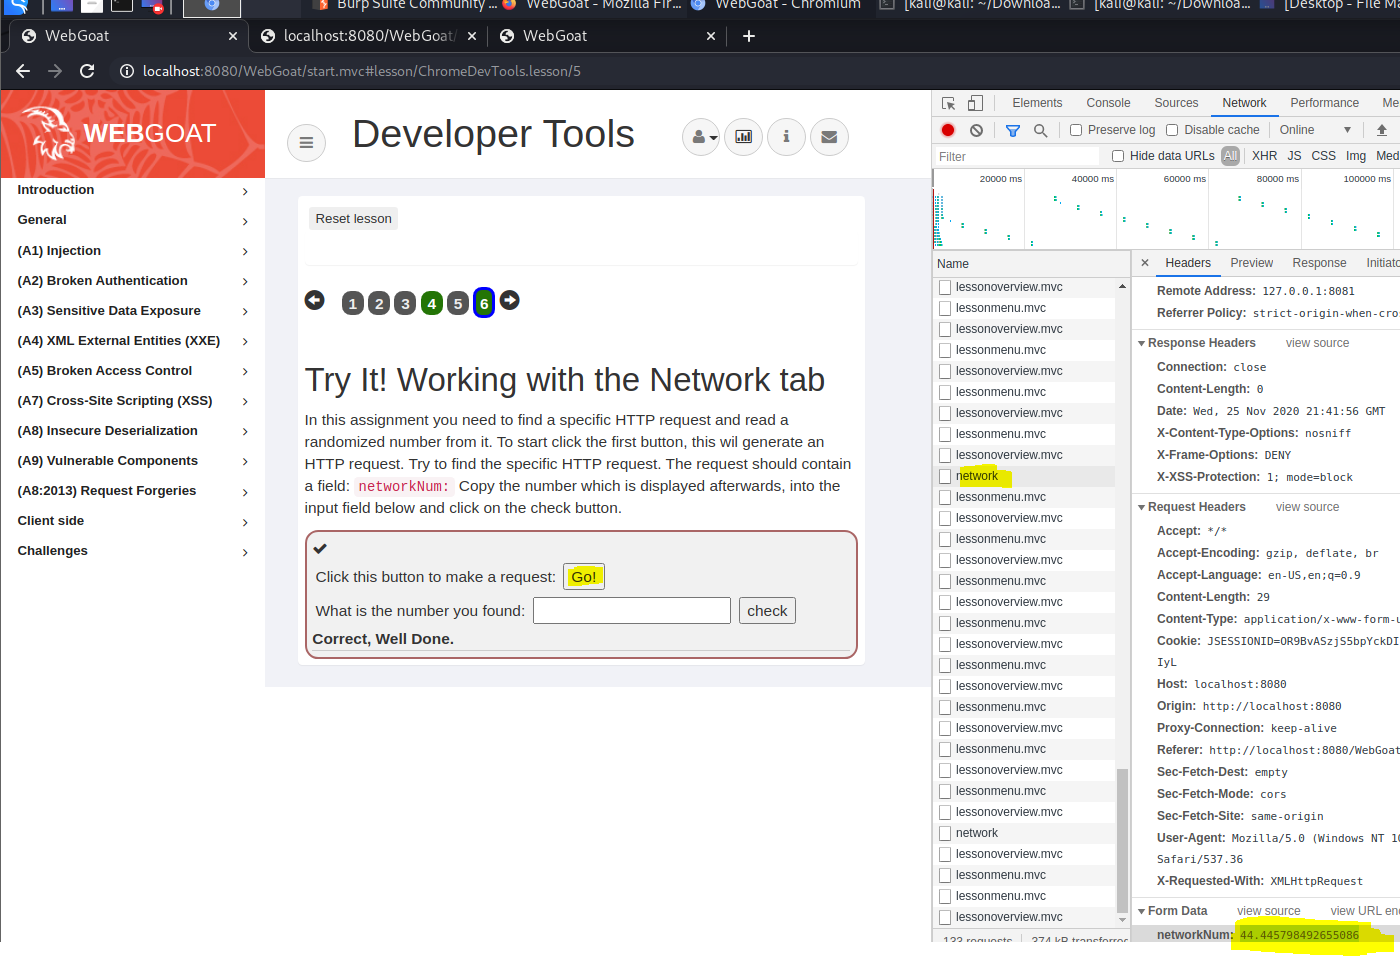 Burp Suite Community ...
WebGoat - Mozilla Fir...
WebGoat - Chromium
[kali@kali: ~/Downloa...
[kali@kali: ~/Downloa...
[Desktop - File Ma
WebGoat
localhost:8080/WebGoat/
WebGoat
localhost:8080/WebGoat/start.mvc#lesson/ChromeDevTools.lesson/5
WEBGOAT
Introduction
General
(A1) Injection
(A2) Broken Authentication
(A3) Sensitive Data Exposure
(A4) XML External Entities (XXE)
(A5) Broken Access Control
(A7) Cross-Site Scripting (XSS)
(A8) Insecure Deserialization
(A9) Vulnerable Components
(A8:2013) Request Forgeries
Client side
Challenges
Developer Tools
Reset lesson
1 2 3 4 5 6
Try It! Working with the Network tab
In this assignment you need to find a specific HTTP request and read a
randomized number from it. To start click the first button, this wil generate an
HTTP request. Try to find the specific HTTP request. The request should contain
a field: networkNum: Copy the number which is displayed afterwards, into the
input field below and click on the check button.
Click this button to make a request: Go!
What is the number you found: check
Correct, Well Done.
Elements Console Sources Network Performance Me
Preserve log Disable cache Online
Filter Hide data URLs All XHR JS CSS Img Med
20000 ms 40000 ms 60000 ms 80000 ms 100000 ms
Name
lessonoverview.mvc
lessonmenu.mvc
lessonoverview.mvc
lessonmenu.mvc
lessonoverview.mvc
lessonmenu.mvc
lessonoverview.mvc
lessonmenu.mvc
lessonoverview.mvc
network
lessonmenu.mvc
lessonoverview.mvc
lessonmenu.mvc
lessonoverview.mvc
lessonmenu.mvc
lessonoverview.mvc
lessonmenu.mvc
lessonoverview.mvc
lessonmenu.mvc
lessonoverview.mvc
lessonmenu.mvc
lessonoverview.mvc
lessonmenu.mvc
lessonoverview.mvc
lessonmenu.mvc
lessonoverview.mvc
network
lessonoverview.mvc
lessonmenu.mvc
lessonmenu.mvc
lessonoverview.mvc
133 requests 374 kB transferred
Headers Preview Response Initiato
Remote Address: 127.0.0.1:8081
Referrer Policy: strict-origin-when-cros
Response Headers view source
Connection: close
Content-Length: 0
Date: Wed, 25 Nov 2020 21:41:56 GMT
X-Content-Type-Options: nosniff
X-Frame-Options: DENY
X-XSS-Protection: 1; mode=block
Request Headers view source
Accept: */*
Accept-Encoding: gzip, deflate, br
Accept-Language: en-US,en;q=0.9
Content-Length: 29
Content-Type: application/x-www-form-u
Cookie: JSESSIONID=OR9BvASzjS5bpYckDI
IyL
Host: localhost:8080
Origin: http://localhost:8080
Proxy-Connection: keep-alive
Referer: http://localhost:8080/WebGoat
Sec-Fetch-Dest: empty
Sec-Fetch-Mode: cors
Sec-Fetch-Site: same-origin
User-Agent: Mozilla/5.0 (Windows NT 10
Safari/537.36
X-Requested-With: XMLHttpRequest
Form Data view source view URL enc
networkNum: 44.445798492655086